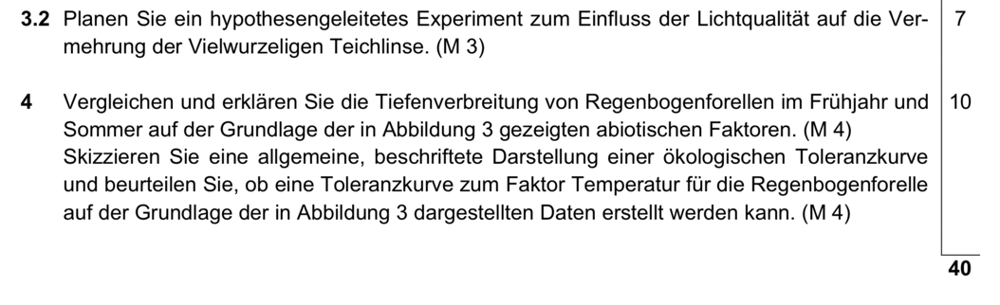 3.2 Planen Sie ein hypothesengeleitetes Experiment zum Einfluss der Lichtqualität auf die Ver- 7
mehrung der Vielwurzeligen Teichlinse. (M 3)
4 Vergleichen und erklären Sie die Tiefenverbreitung von Regenbogenforellen im Frühjahr und 10
Sommer auf der Grundlage der in Abbildung 3 gezeigten abiotischen Faktoren. (M 4)
Skizzieren Sie eine allgemeine, beschriftete Darstellung einer ökologischen Toleranzkurve
und beurteilen Sie, ob eine Toleranzkurve zum Faktor Temperatur für die Regenbogenforelle
auf der Grundlage der in Abbildung 3 dargestellten Daten erstellt werden kann. (M 4)
40